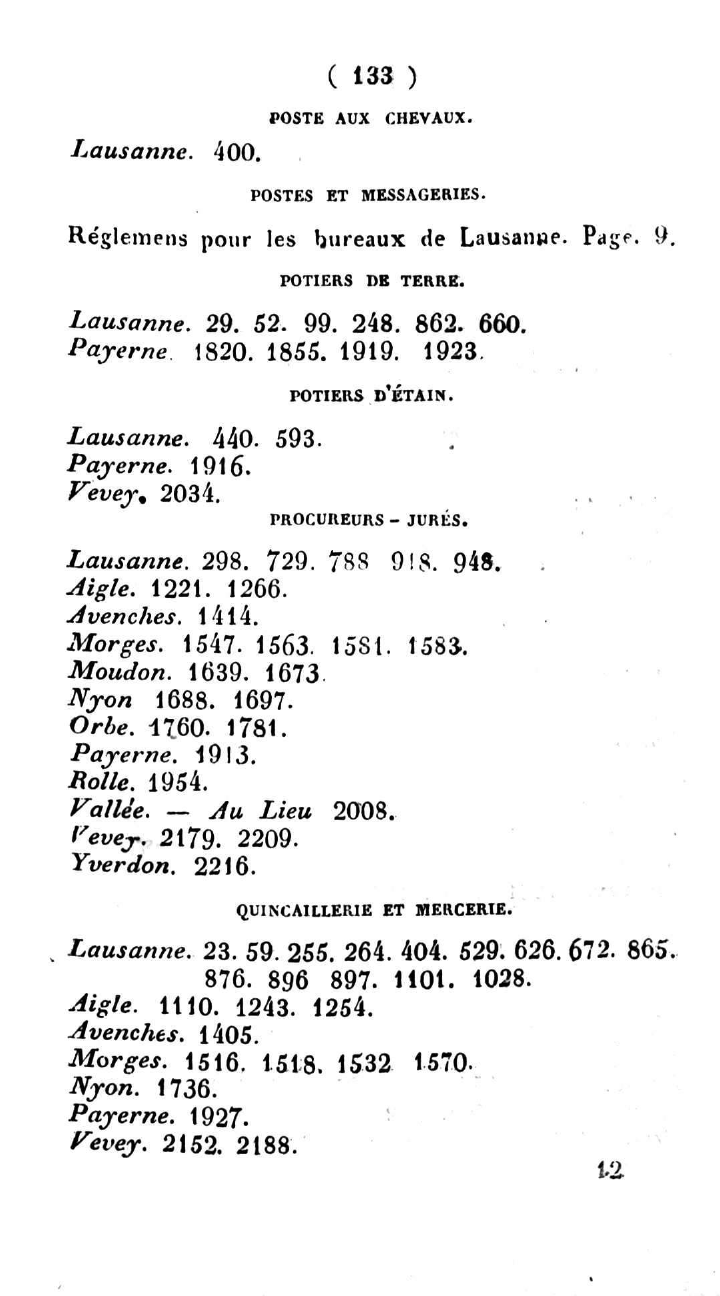 ( 133 )
POSTE AUX CHEVAUX.
Lausanne. 400.
POSTES ET MESSAGERIES.
Réglemens pour les bureaux de Lausanne. Page. 9.
POTIERS DE TERRE.
Lausanne. 29. 52. 99. 248. 862. 660.
Payerne. 1820. 1855. 1919. 1923.
POTIERS D'ÉTAIN.
Lausanne. 440. 593.
Payerne. 1916.
Vevey. 2034.
PROCUREURS – JURÉS.
Lausanne. 298. 729. 788 918. 948.
Aigle. 1221. 1266.
Avenches. 1414.
Morges. 1547. 1563. 1581. 1583.
Moudon. 1639. 1673.
Nyon 1688. 1697.
Orbe. 1760. 1781.
Payerne. 1913.
Rolle. 1954.
Vallée. — Au Lieu 2008.
Vevey. 2179. 2209.
Yverdon. 2216.
QUINCAILLERIE ET MERCERIE.
Lausanne. 23. 59. 255. 264. 404. 529. 626. 672. 865.
876. 896 897. 1101. 1028.
Aigle. 1110. 1243. 1254.
Avenches. 1405.
Morges. 1516. 1518. 1532 1570.
Nyon. 1736.
Payerne. 1927.
Vevey. 2152. 2188.
12